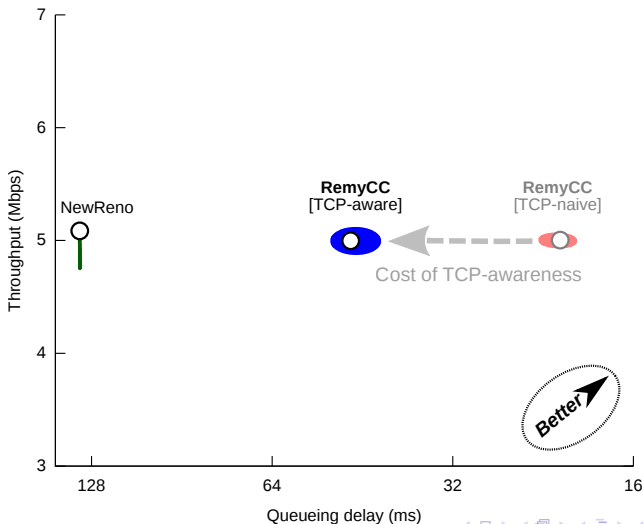 7
6
5
4
3
Throughput (Mbps)
NewReno
RemyCC
[TCP-aware]
RemyCC
[TCP-naive]
Cost of TCP-awareness
Better
128
64
32
16
Queueing delay (ms)